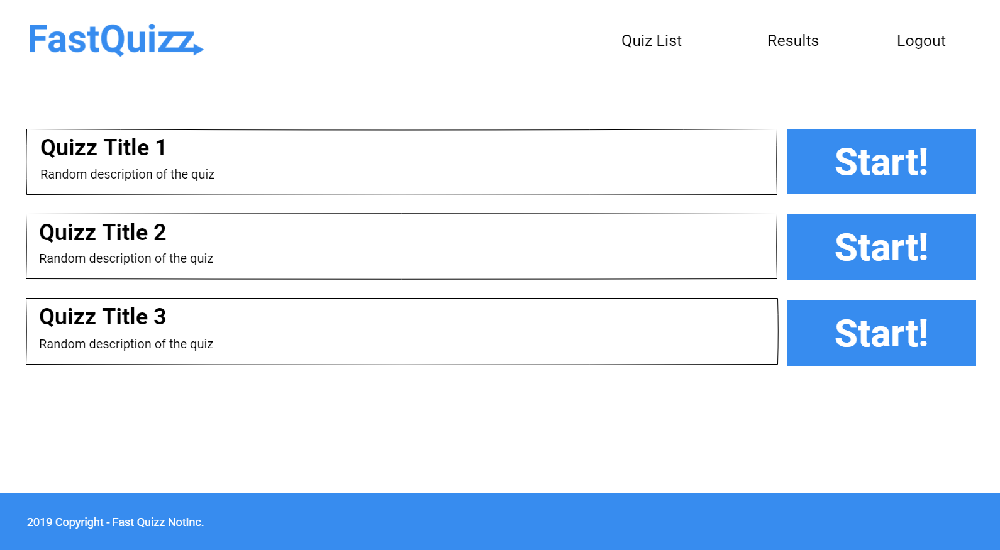 FastQuizz
Quiz List
Results
Logout
Quizz Title 1
Random description of the quiz
Start!
Quizz Title 2
Random description of the quiz
Start!
Quizz Title 3
Random description of the quiz
Start!
2019 Copyright - Fast Quizz NotInc.